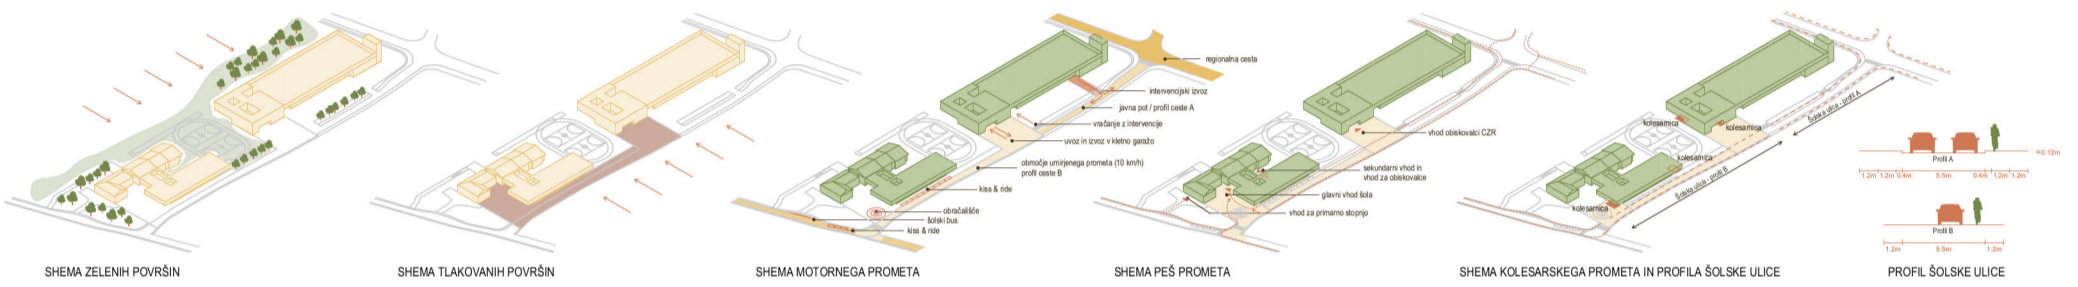 regionalna cesta
intervencijski izvoz
javna pot / profil ceste A
vračanje z intervencije
uvoz in izvoz v kletno garažo
območje umirjenega prometa (10 km/h)
profil ceste B
kiss & ride
obračališče
šolski bus
kiss & ride
vhod obiskovalci CZR
sekundarni vhod in
vhod za obiskovalce
glavni vhod šola
vhod za primarno stopnjo
kolesarnica
kolesarnica
kolesarnica
kolesarnica
Šolska ulica - profil A
Šolska ulica - profil B
Profil A
±0.12m
1.2m 1.2m 0.4m 5.5m 0.4m 1.2m 1.2m
Profil B
1.2m 5.5m 1.2m
SHEMA ZELENIH POVRŠIN
SHEMA TLAKOVANIH POVRŠIN
SHEMA MOTORNEGA PROMETA
SHEMA PEŠ PROMETA
SHEMA KOLESARSKEGA PROMETA IN PROFILA ŠOLSKE ULICE
PROFIL ŠOLSKE ULICE